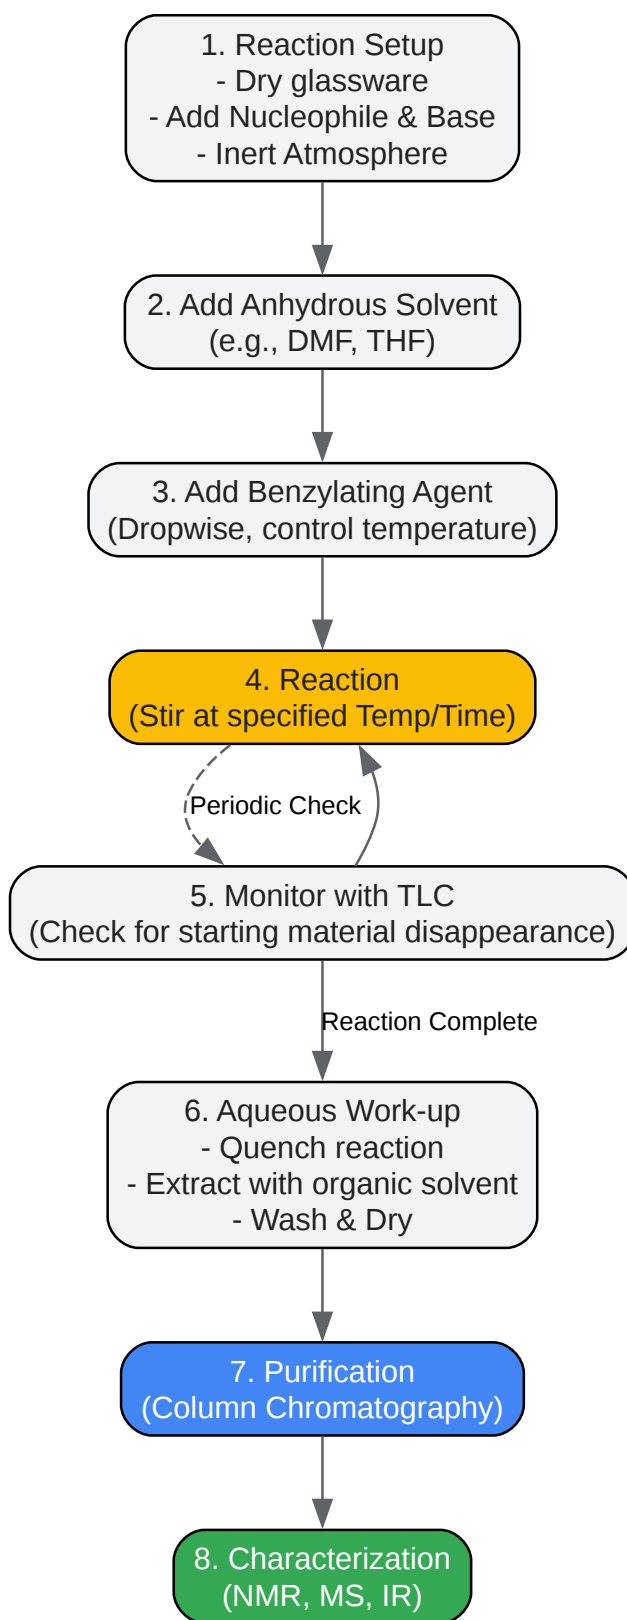 1. Reaction Setup
- Dry glassware
- Add Nucleophile & Base
- Inert Atmosphere
2. Add Anhydrous Solvent
(e.g., DMF, THF)
3. Add Benzylating Agent
(Dropwise, control temperature)
4. Reaction
(Stir at specified Temp/Time)
Periodic Check
5. Monitor with TLC
(Check for starting material disappearance)
Reaction Complete
6. Aqueous Work-up
- Quench reaction
- Extract with organic solvent
- Wash & Dry
7. Purification
(Column Chromatography)
8. Characterization
(NMR, MS, IR)